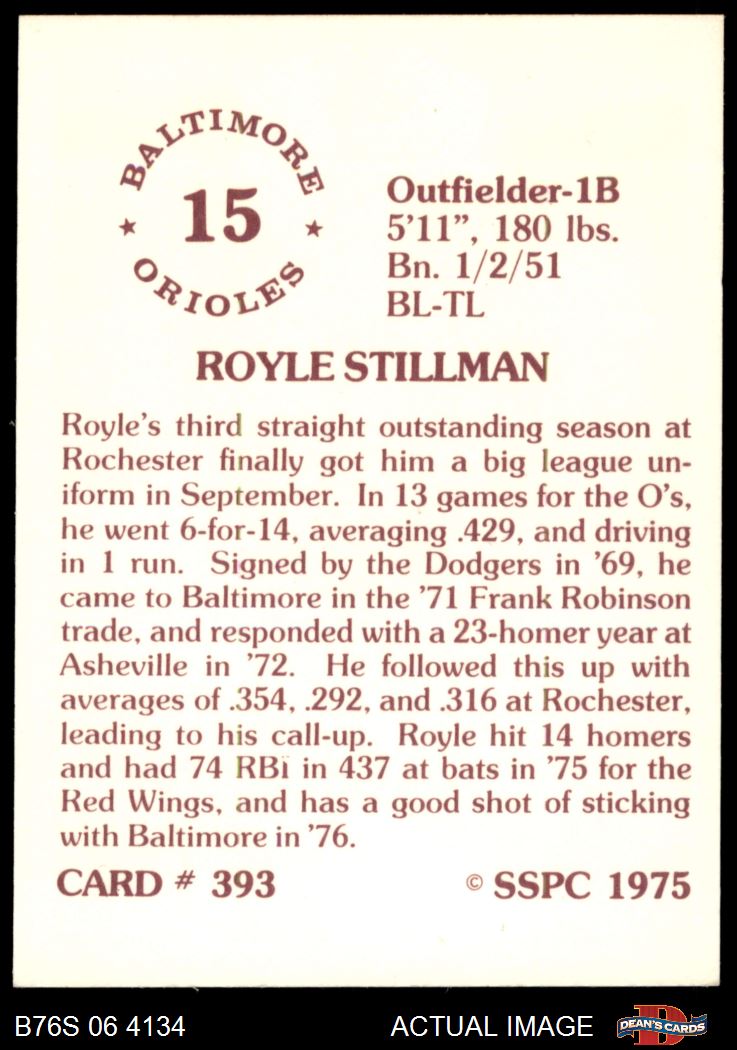 BALTIMORE
15
ORIOLES
Outfielder-1B
5'11", 180 lbs.
Bn. 1/2/51
BL-TL
ROYLE STILLMAN
Royle's third straight outstanding season at
Rochester finally got him a big league un-
iform in September. In 13 games for the O's,
he went 6-for-14, averaging .429, and driving
in 1 run. Signed by the Dodgers in '69, he
came to Baltimore in the '71 Frank Robinson
trade, and responded with a 23-homer year at
Asheville in '72. He followed this up with
averages of .354, .292, and .316 at Rochester,
leading to his call-up. Royle hit 14 homers
and had 74 RBi in 437 at bats in '75 for the
Red Wings, and has a good shot of sticking
with Baltimore in '76.
CARD # 393 © SSPC 1975
B76S 06 4134 ACTUAL IMAGE D DEAN'S CARDS